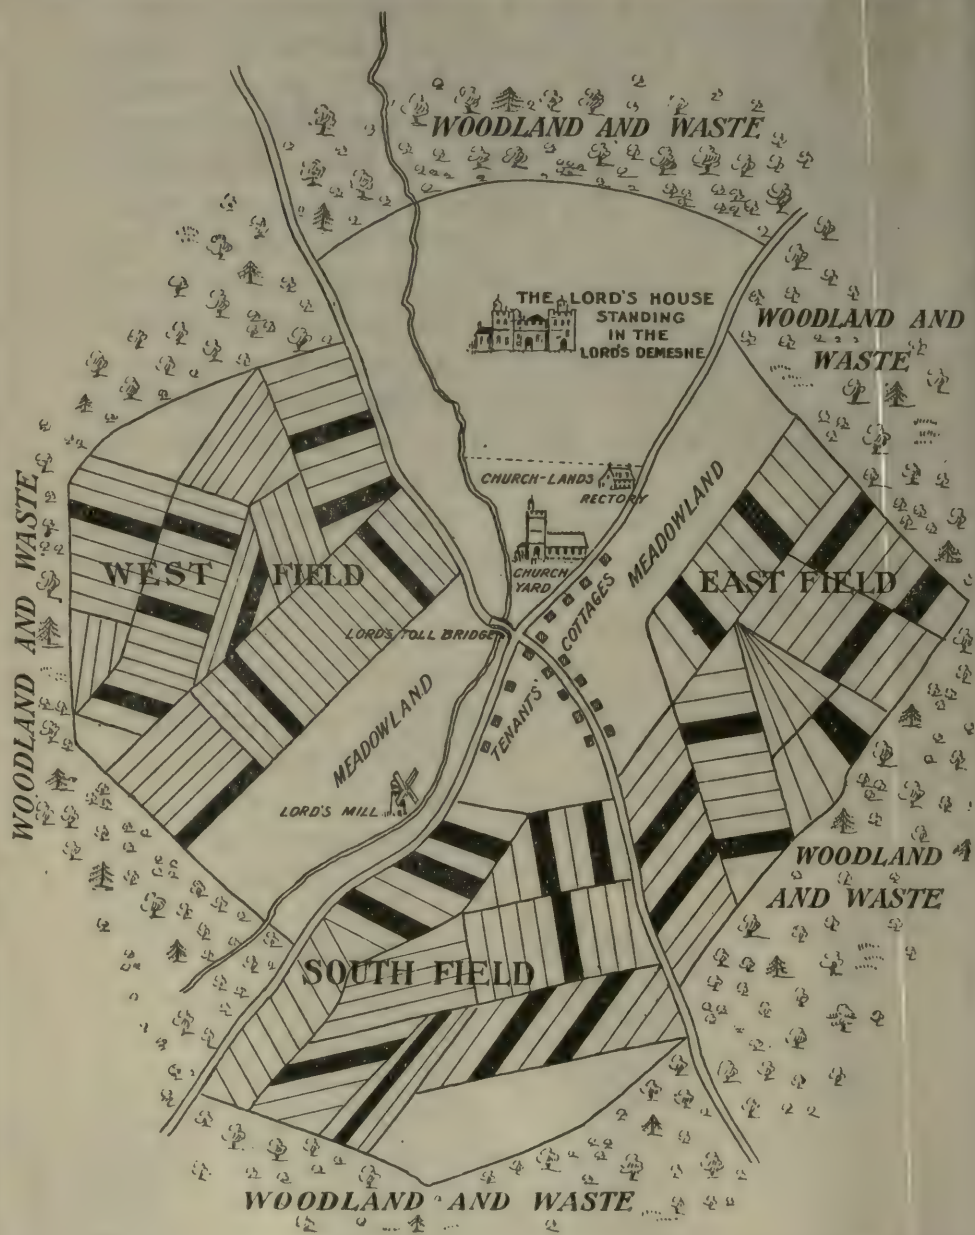 WOODLAND AND WASTE
THE LORD'S HOUSE
STANDING
IN THE
LORD'S DEMESNE
WOODLAND AND
WASTE
CHURCH-LANDS
RECTORY
MEADOWLAND
CHURCH
YARD
WEST FIELD
EAST FIELD
WOODLAND AND WASTE
LORD'S TOLL BRIDGE
TENANTS' COTTAGES
MEADOWLAND
LORD'S MILL
WOODLAND
AND WASTE
SOUTH FIELD
WOODLAND AND WASTE